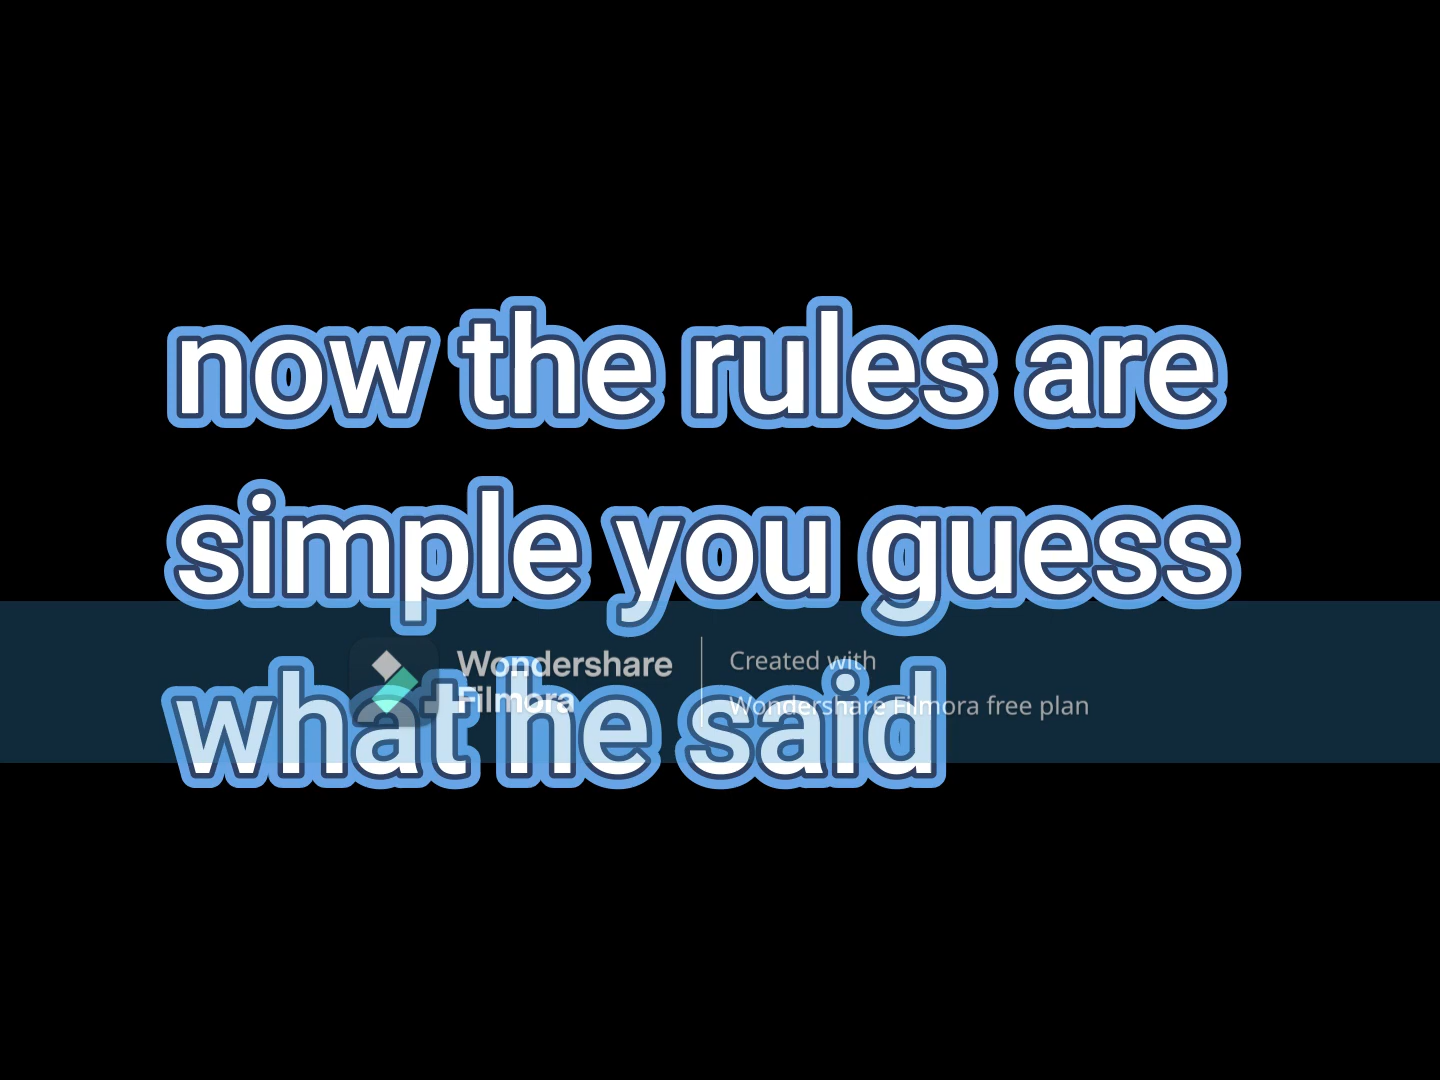 now the rules are
simple you guess
Wondershare
Filmora
Created with
Wondershare Filmora free plan
what he said